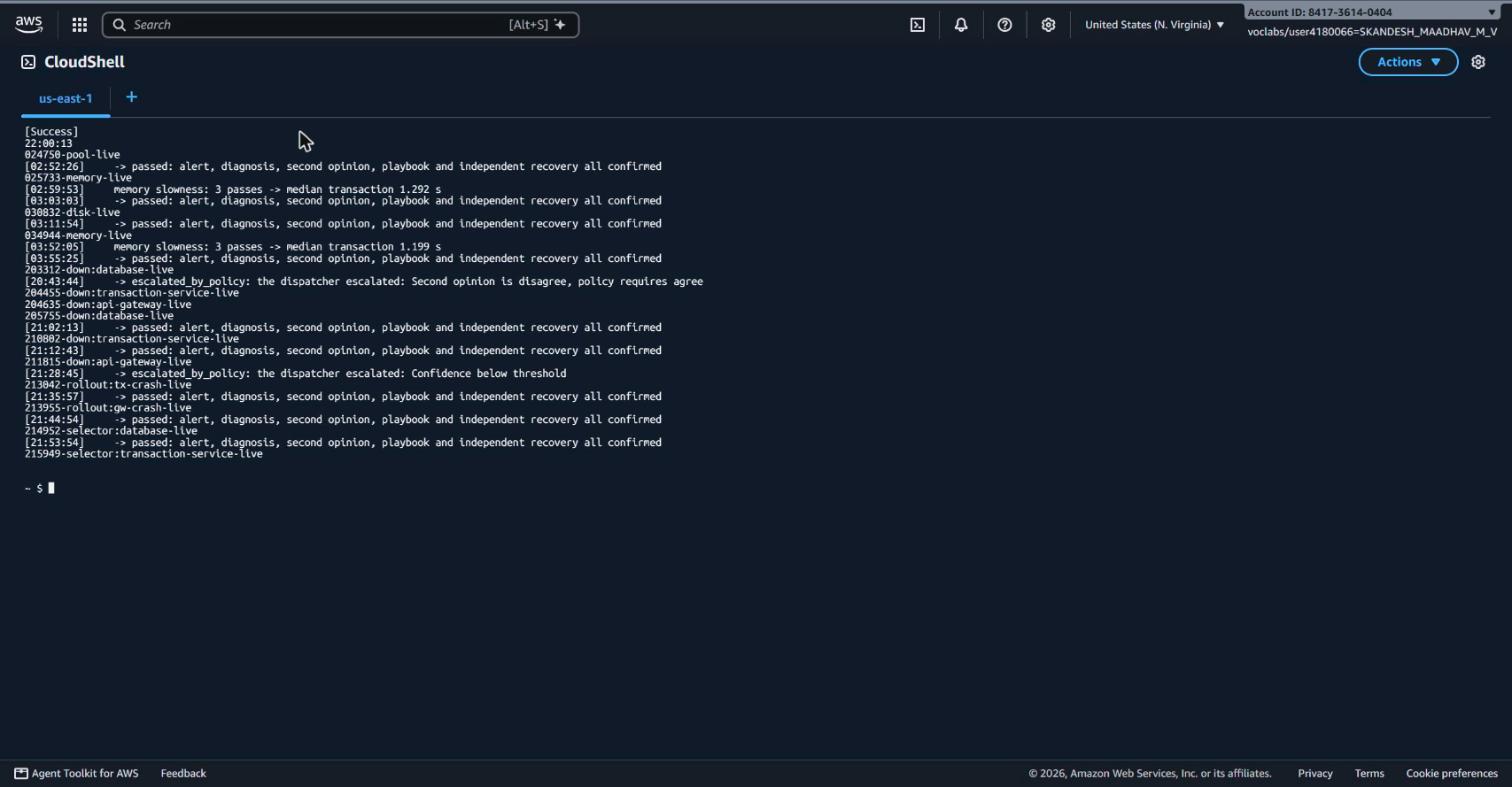 aws
Search
[Alt+S]
United States (N. Virginia) ▼
Account ID: 8417-3614-0404
voclabs/user4180066=SKANDESH_MAADHAV_M_V
CloudShell
Actions ▼
us-east-1
+
[Success]
22:00:13
024750-pool-live
[02:52:26]     -> passed: alert, diagnosis, second opinion, playbook and independent recovery all confirmed
025733-memory-live
[02:59:53]     memory slowness: 3 passes -> median transaction 1.292 s
[03:03:03]     -> passed: alert, diagnosis, second opinion, playbook and independent recovery all confirmed
030832-disk-live
[03:11:54]     -> passed: alert, diagnosis, second opinion, playbook and independent recovery all confirmed
034944-memory-live
[03:52:05]     memory slowness: 3 passes -> median transaction 1.199 s
[03:55:25]     -> passed: alert, diagnosis, second opinion, playbook and independent recovery all confirmed
203312-down:database-live
[20:43:44]     -> escalated_by_policy: the dispatcher escalated: Second opinion is disagree, policy requires agree
204455-down:transaction-service-live
204635-down:api-gateway-live
205755-down:database-live
[21:02:13]     -> passed: alert, diagnosis, second opinion, playbook and independent recovery all confirmed
210802-down:transaction-service-live
[21:12:43]     -> passed: alert, diagnosis, second opinion, playbook and independent recovery all confirmed
211815-down:api-gateway-live
[21:28:45]     -> escalated_by_policy: the dispatcher escalated: Confidence below threshold
213042-rollout:tx-crash-live
[21:35:57]     -> passed: alert, diagnosis, second opinion, playbook and independent recovery all confirmed
213955-rollout:gw-crash-live
[21:44:54]     -> passed: alert, diagnosis, second opinion, playbook and independent recovery all confirmed
214952-selector:database-live
[21:53:54]     -> passed: alert, diagnosis, second opinion, playbook and independent recovery all confirmed
215949-selector:transaction-service-live
~ $
Agent Toolkit for AWS
Feedback
© 2026, Amazon Web Services, Inc. or its affiliates.
Privacy
Terms
Cookie preferences